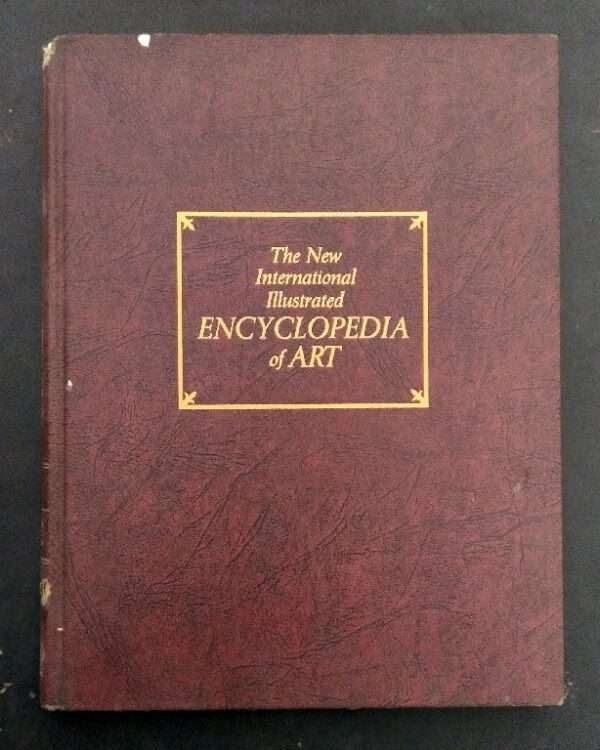 The New
International
Illustrated
ENCYCLOPEDIA
of ART